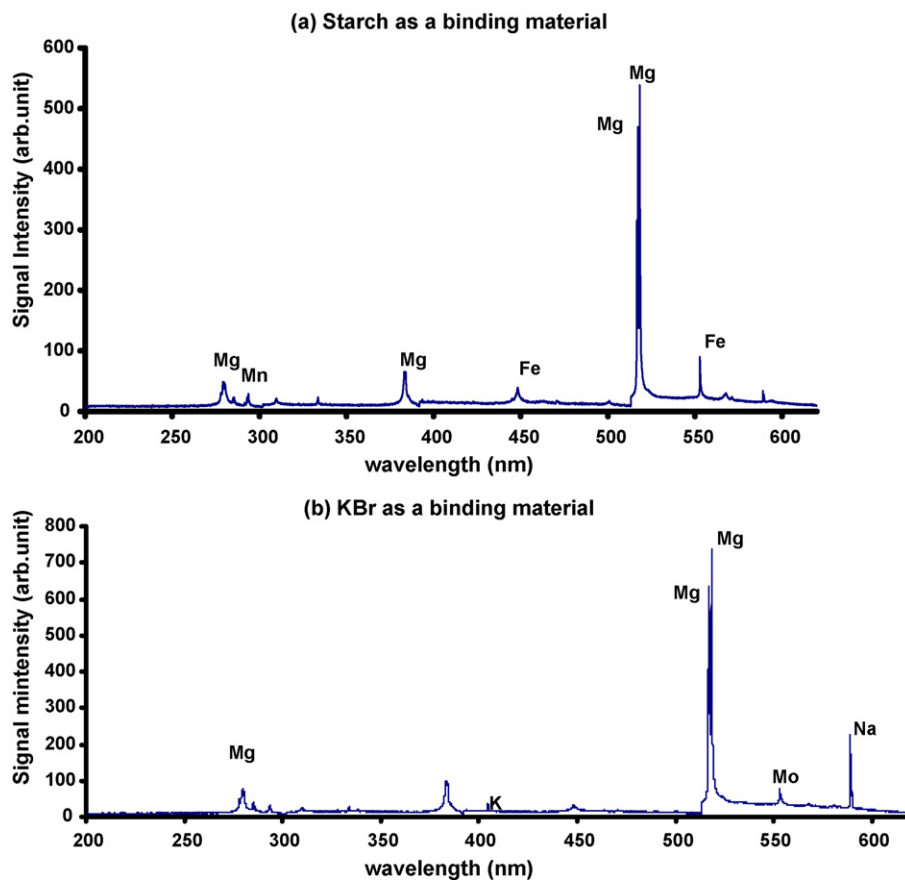 (a) Starch as a binding material
600
500
400
300
200
100
0
Signal Intensity (arb.unit)
Mg
Mg
Mg
Mn
Mg
Fe
Fe
200 250 300 350 400 450 500 550 600
wavelength (nm)
(b) KBr as a binding material
800
700
600
500
400
300
200
100
0
Signal mintensity (arb.unit)
Mg
Mg
Mg
K
Mo
Na
200 250 300 350 400 450 500 550 600
wavelength (nm)